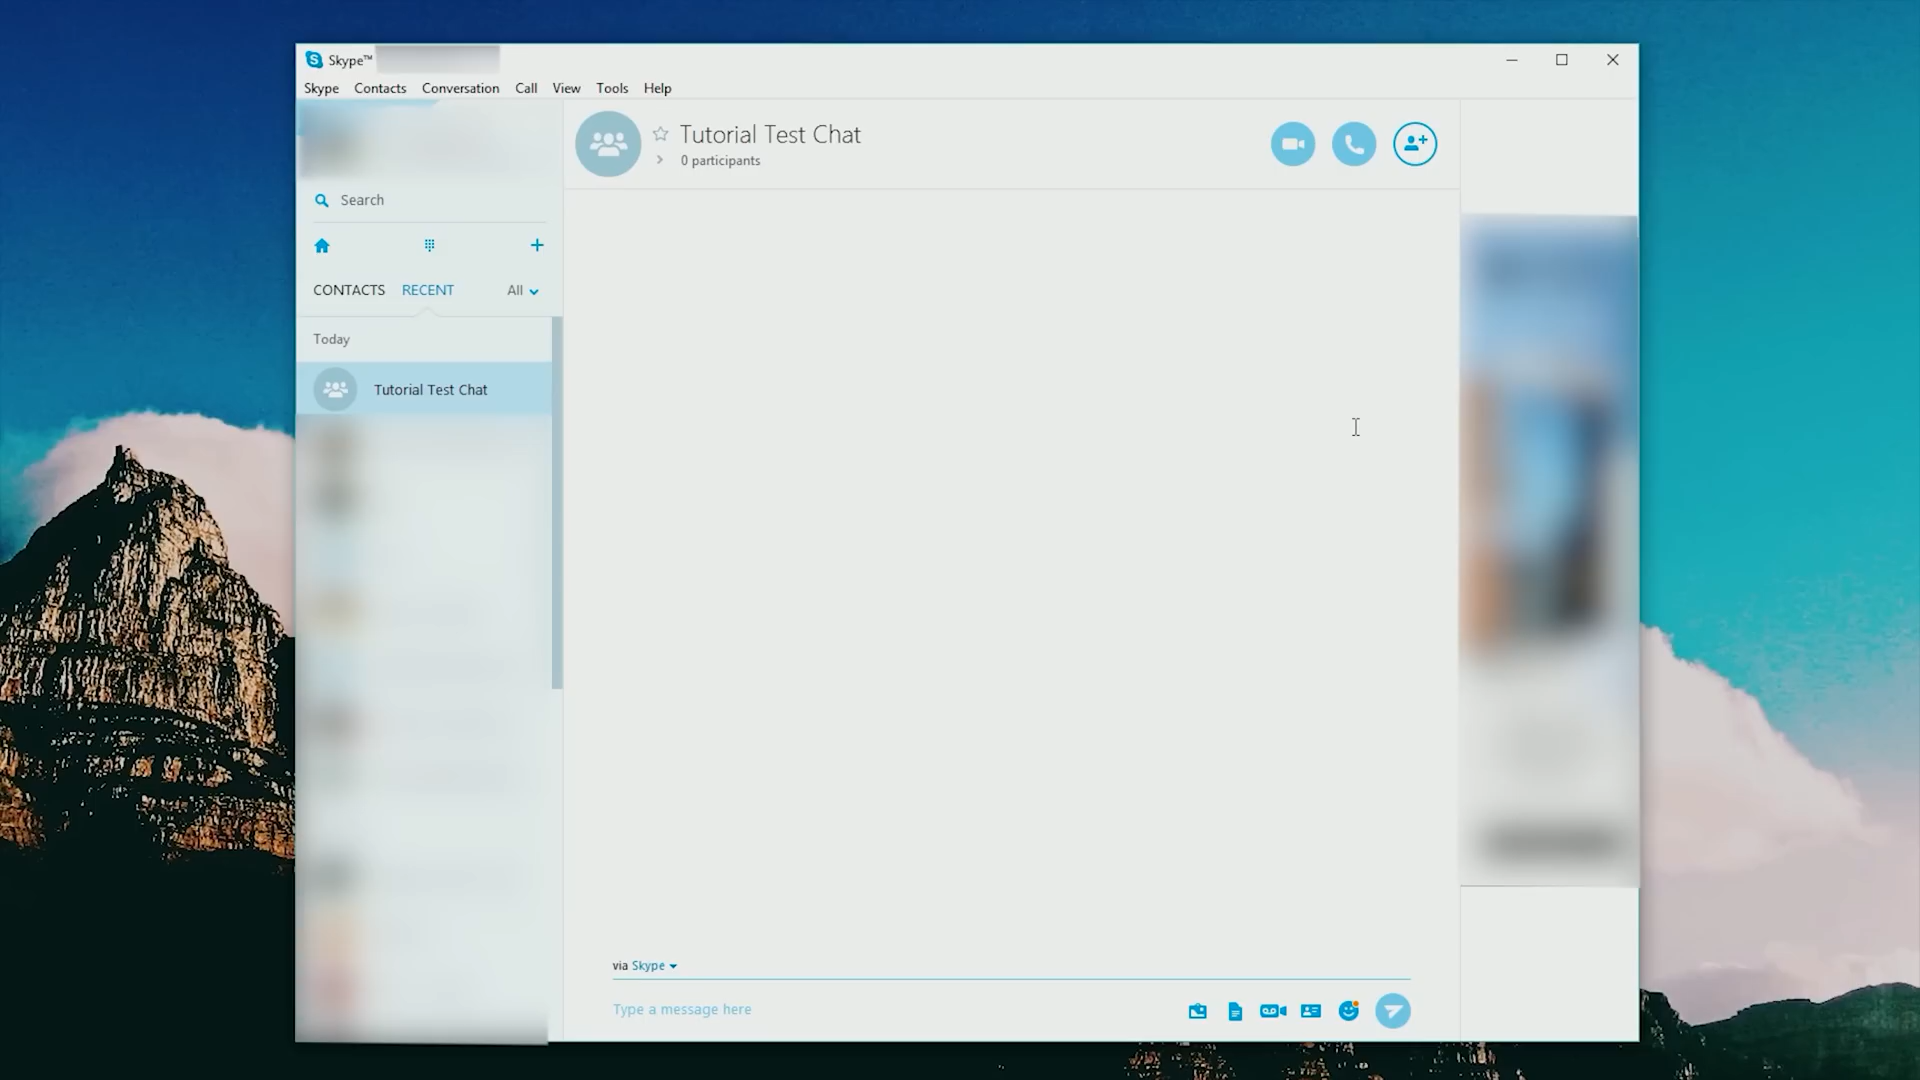 Skype™
Skype Contacts Conversation Call View Tools Help
Tutorial Test Chat
0 participants
Search
CONTACTS RECENT All
Today
Tutorial Test Chat
via Skype
Type a message here